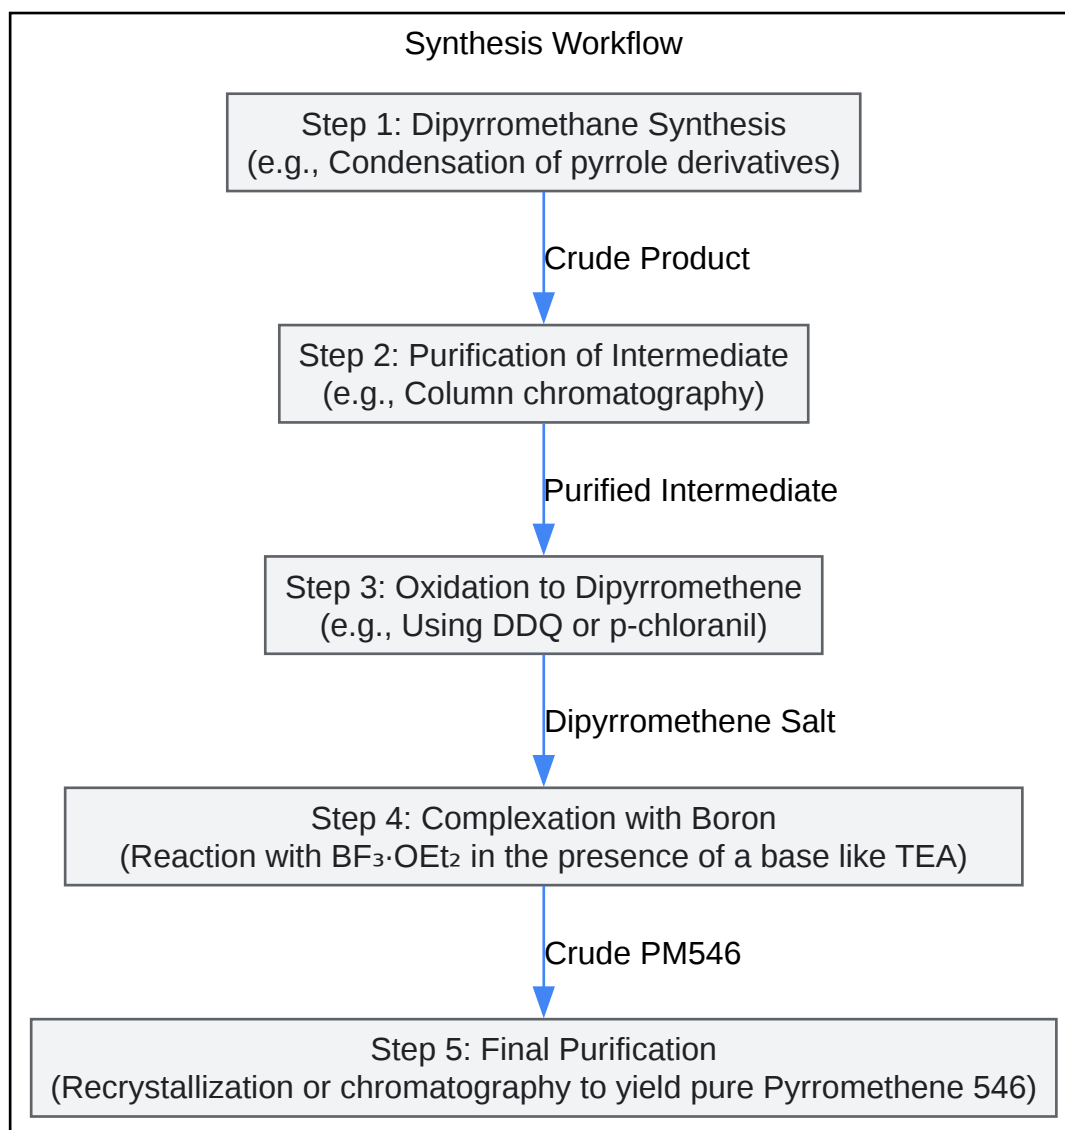 Synthesis Workflow
Step 1: Dipyrromethane Synthesis
(e.g., Condensation of pyrrole derivatives)
Crude Product
Step 2: Purification of Intermediate
(e.g., Column chromatography)
Purified Intermediate
Step 3: Oxidation to Dipyrromethene
(e.g., Using DDQ or p-chloranil)
Dipyrromethene Salt
Step 4: Complexation with Boron
(Reaction with BF₃·OEt₂ in the presence of a base like TEA)
Crude PM546
Step 5: Final Purification
(Recrystallization or chromatography to yield pure Pyrromethene 546)